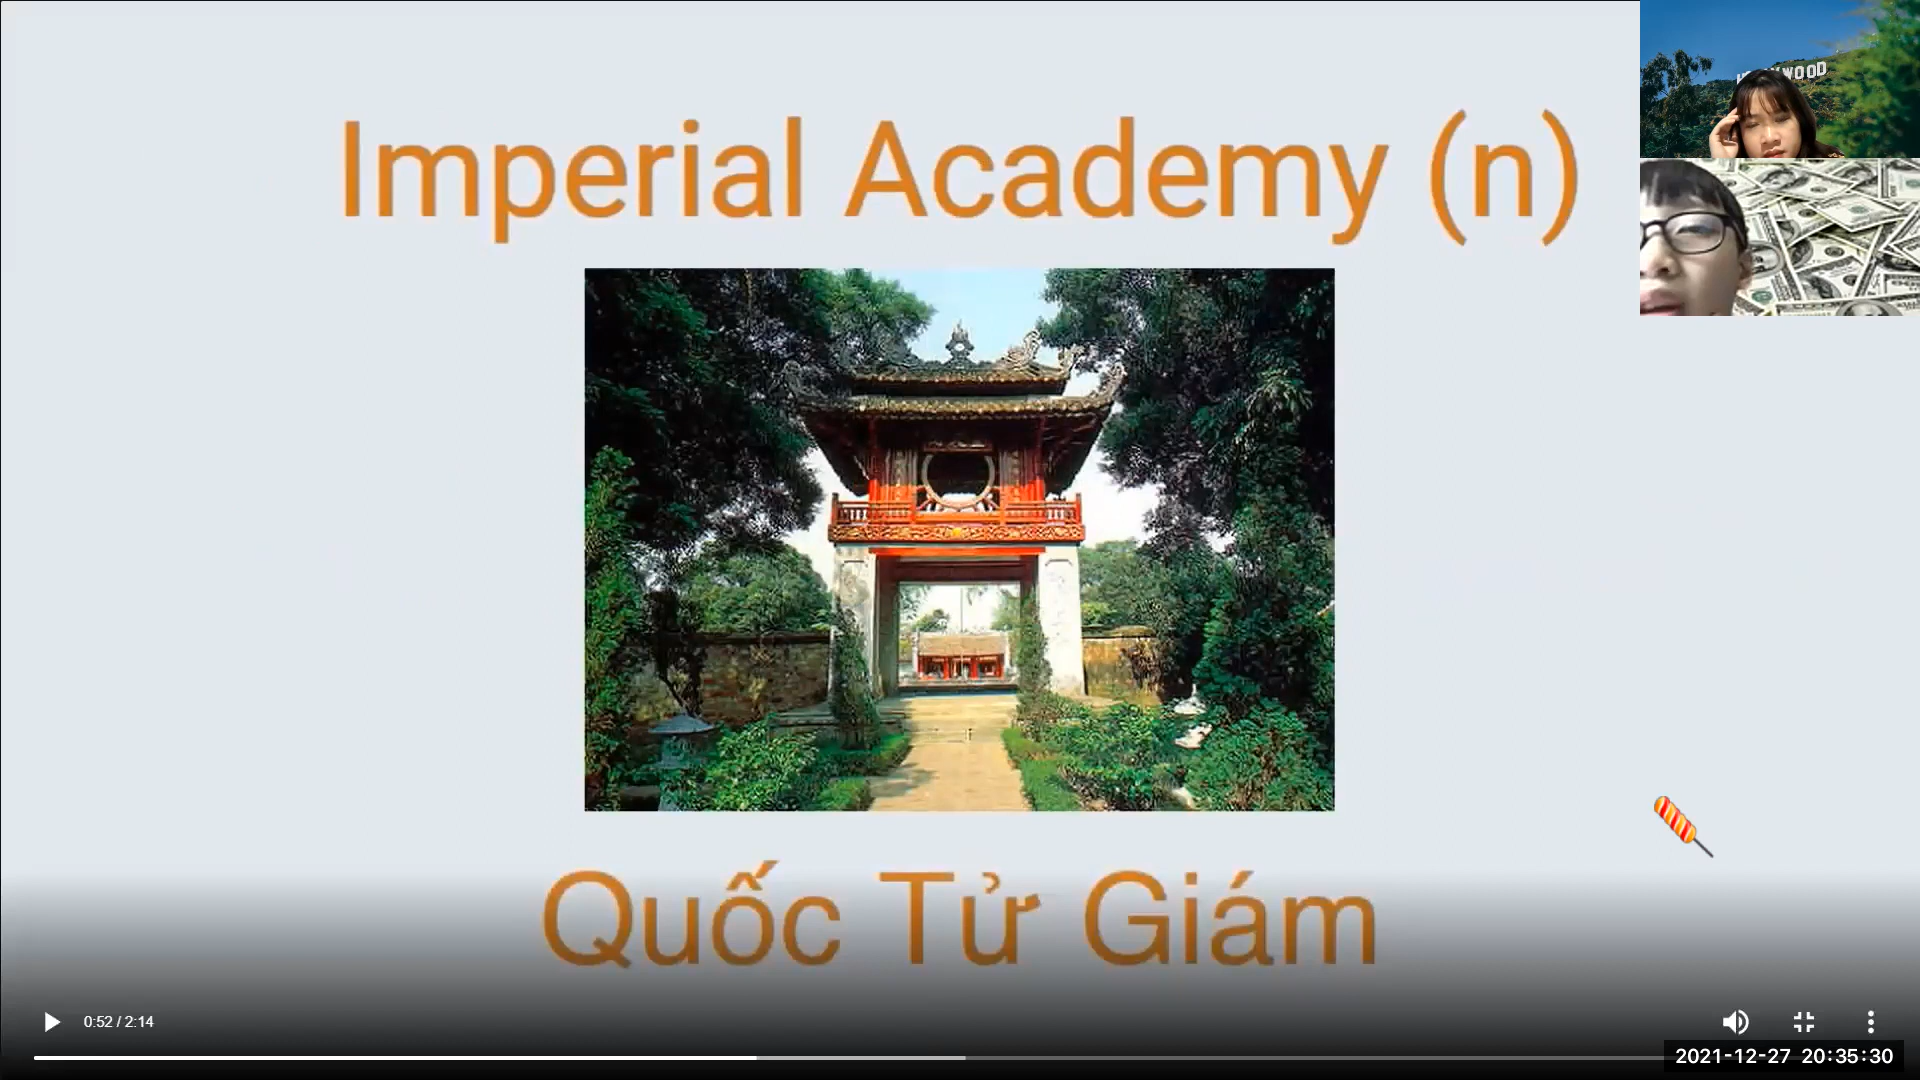 Imperial Academy (n)
Quốc Tử Giám
0:52 / 2:14
2021-12-27 20:35:30